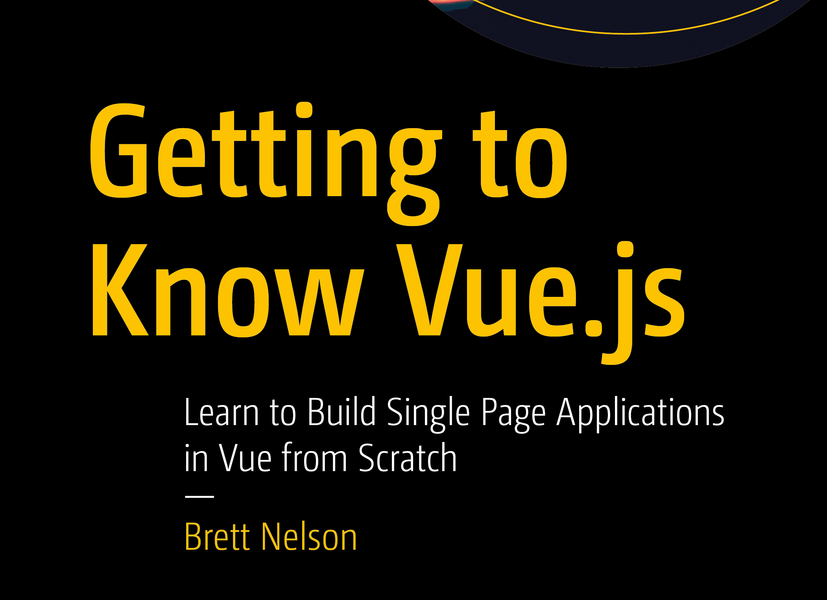 Getting to
Know Vue.js
Learn to Build Single Page Applications
in Vue from Scratch
—
Brett Nelson